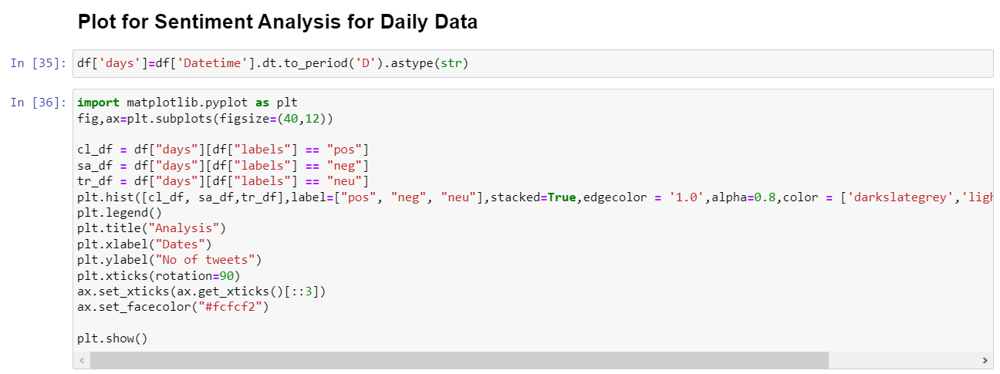 Plot for Sentiment Analysis for Daily Data
In [35]: df['days']=df['Datetime'].dt.to_period('D').astype(str)
In [36]: import matplotlib.pyplot as plt
fig,ax=plt.subplots(figsize=(40,12))
cl_df = df["days"][df["labels"] == "pos"]
sa_df = df["days"][df["labels"] == "neg"]
tr_df = df["days"][df["labels"] == "neu"]
plt.hist([cl_df, sa_df,tr_df],label=["pos", "neg", "neu"],stacked=True,edgecolor = '1.0',alpha=0.8,color = ['darkslategrey','ligh
plt.legend()
plt.title("Analysis")
plt.xlabel("Dates")
plt.ylabel("No of tweets")
plt.xticks(rotation=90)
ax.set_xticks(ax.get_xticks()[::3])
ax.set_facecolor("#fcfcf2")
plt.show()